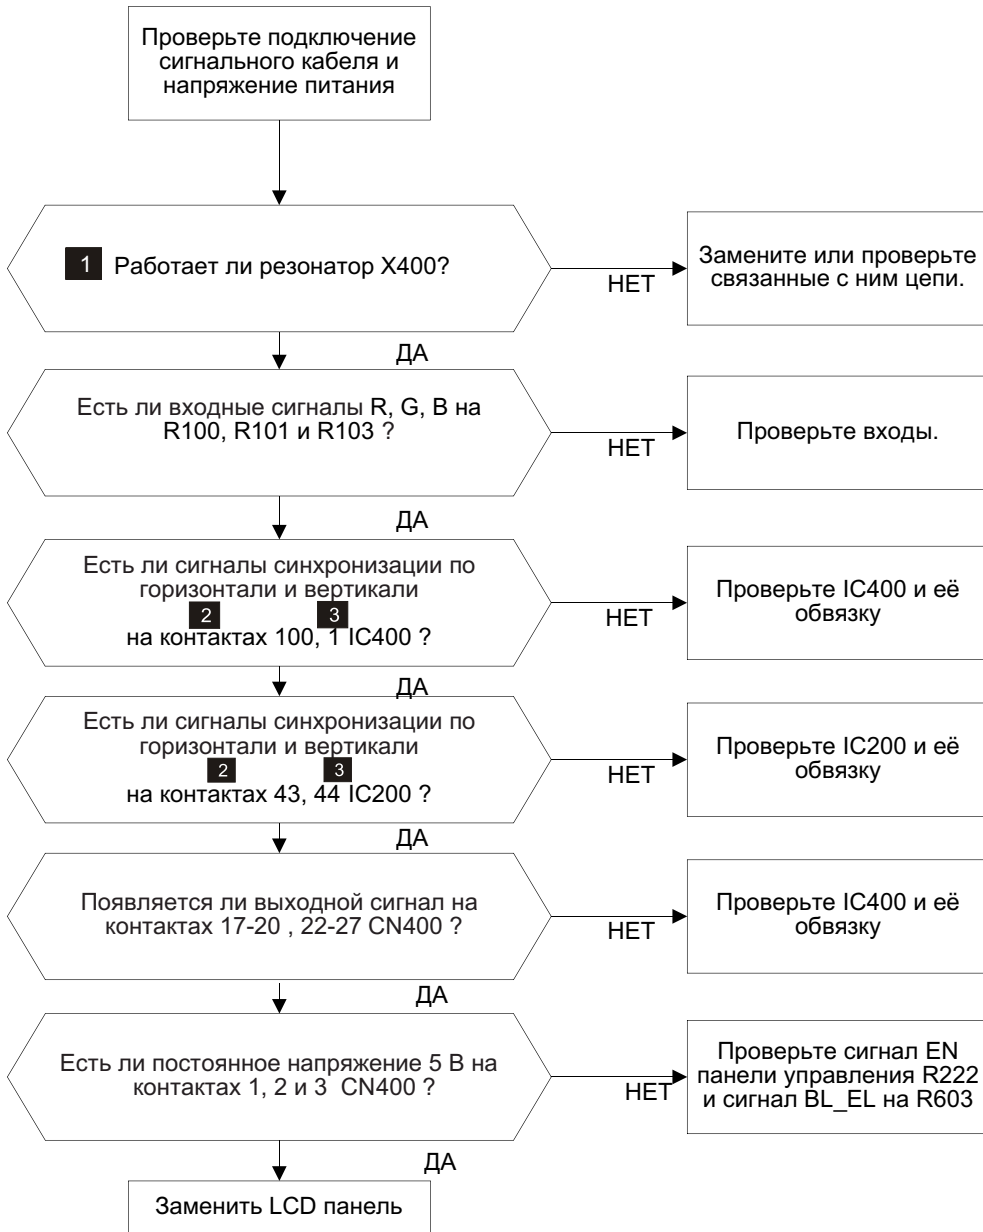 Проверьте подключение
сигнального кабеля и
напряжение питания
1 Работает ли резонатор X400?
НЕТ
Замените или проверьте
связанные с ним цепи.
ДА
Есть ли входные сигналы R, G, B на
R100, R101 и R103 ?
НЕТ
Проверьте входы.
ДА
Есть ли сигналы синхронизации по
горизонтали и вертикали
2 3
на контактах 100, 1 IC400 ?
НЕТ
Проверьте IC400 и её
обвязку
ДА
Есть ли сигналы синхронизации по
горизонтали и вертикали
2 3
на контактах 43, 44 IC200 ?
НЕТ
Проверьте IC200 и её
обвязку
ДА
Появляется ли выходной сигнал на
контактах 17-20 , 22-27 CN400 ?
НЕТ
Проверьте IC400 и её
обвязку
ДА
Есть ли постоянное напряжение 5 В на
контактах 1, 2 и 3 CN400 ?
НЕТ
Проверьте сигнал EN
панели управления R222
и сигнал BL_EL на R603
ДА
Заменить LCD панель